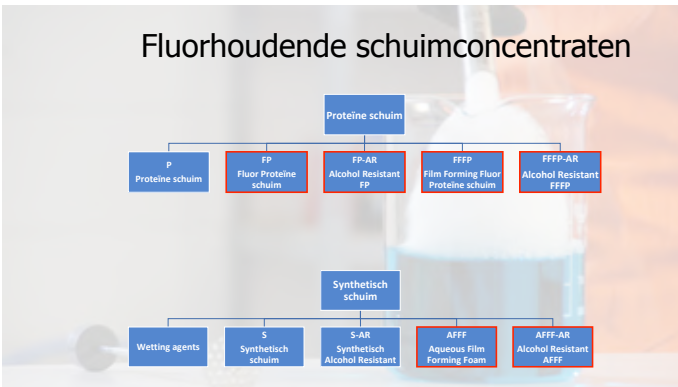 Fluorhoudende schuimconcentraten
Proteïne schuim
P
Proteïne schuim
FP
Fluor Proteïne
schuim
FP-AR
Alcohol Resistant
FP
FFFP
Film Forming Fluor
Proteïne schuim
FFFP-AR
Alcohol Resistant
FFFP
Synthetisch
schuim
Wetting agents
S
Synthetisch
schuim
S-AR
Synthetisch
Alcohol Resistant
AFFF
Aqueous Film
Forming Foam
AFFF-AR
Alcohol Resistant
AFFF